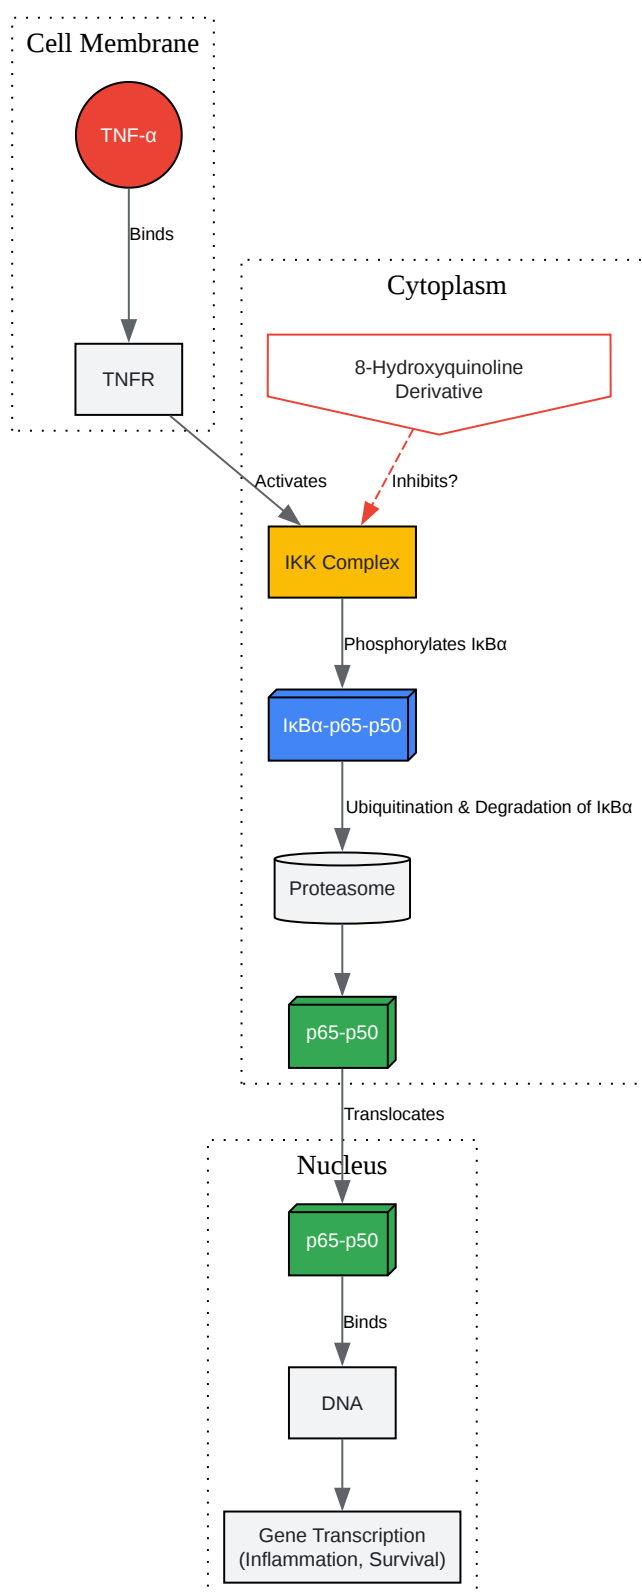 Cell Membrane
TNF-α
Binds
TNFR
Cytoplasm
8-Hydroxyquinoline
Derivative
Activates
Inhibits?
IKK Complex
Phosphorylates IκBα
IκBα-p65-p50
Ubiquitination & Degradation of IκBα
Proteasome
p65-p50
Translocates
Nucleus
p65-p50
Binds
DNA
Gene Transcription
(Inflammation, Survival)